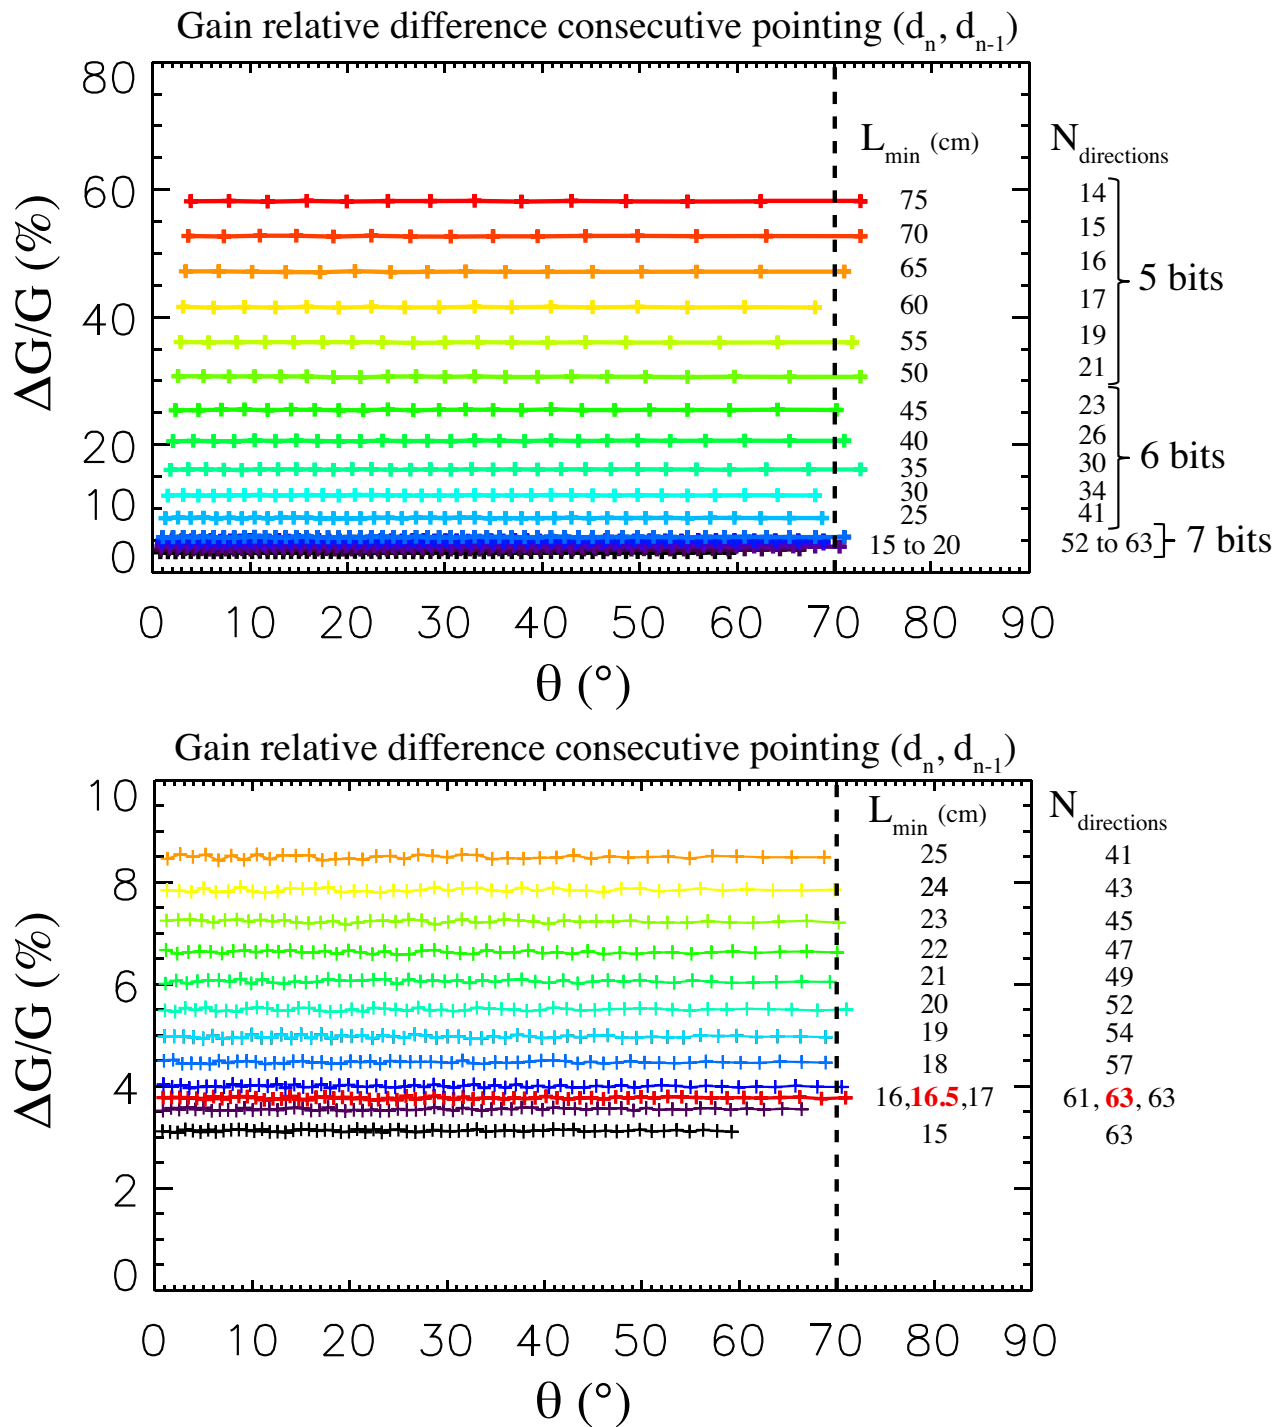 Gain relative difference consecutive pointing (dn, dn-1)
80
60
40
20
10
0
ΔG/G (%)
Lmin (cm)
75
70
65
60
55
50
45
40
35
30
25
15 to 20
Ndirections
14
15
16
17
19
21
5 bits
23
26
30
34
41
6 bits
52 to 63
7 bits
0 10 20 30 40 50 60 70 80 90
θ (°)
Gain relative difference consecutive pointing (dn, dn-1)
10
8
6
4
2
0
ΔG/G (%)
Lmin (cm) Ndirections
25 41
24 43
23 45
22 47
21 49
20 52
19 54
18 57
16,16.5,17 61, 63, 63
15 63
0 10 20 30 40 50 60 70 80 90
θ (°)